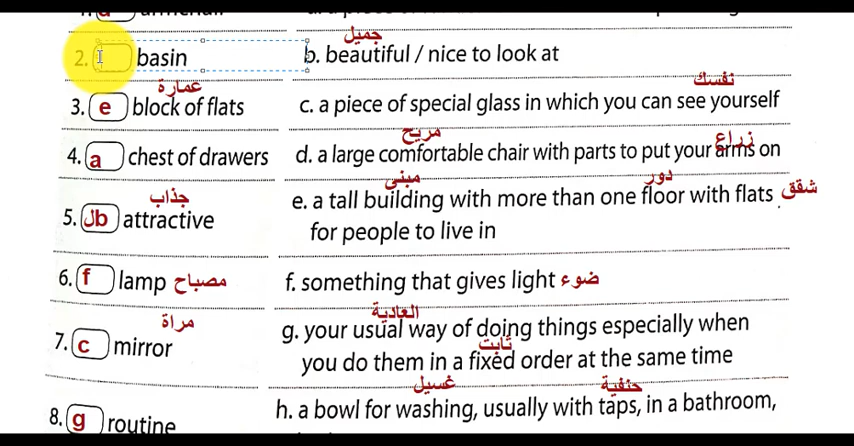 جميل
2. basin b. beautiful / nice to look at
عمارة نفسك
3. e block of flats c. a piece of special glass in which you can see yourself
مريح زراع
4. a chest of drawers d. a large comfortable chair with parts to put your arms on
جذاب مبنى دور
5. b attractive e. a tall building with more than one floor with flats شقق
for people to live in
6. f lamp مصباح f. something that gives light ضوء
مراة العادية
7. c mirror g. your usual way of doing things especially when
ثابت
you do them in a fixed order at the same time
غسيل حنفية
8. g routine h. a bowl for washing, usually with taps, in a bathroom,